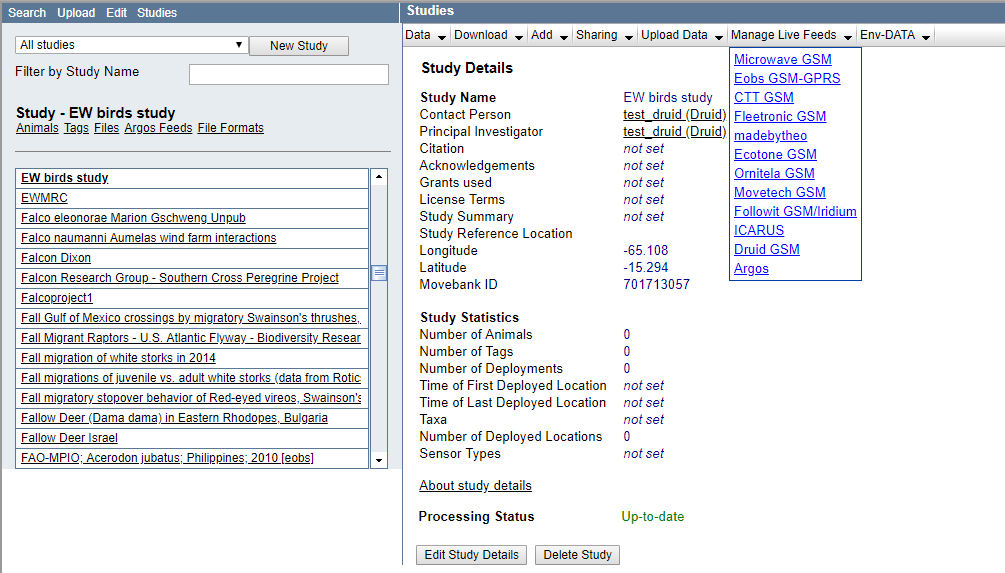 Search Upload Edit Studies
All studies
New Study
Filter by Study Name
Study - EW birds study
Animals Tags Files Argos Feeds File Formats
EW birds study
EWMRC
Falco eleonorae Marion Gschweng Unpub
Falco naumanni Aumelas wind farm interactions
Falcon Dixon
Falcon Research Group - Southern Cross Peregrine Project
Falcoproject1
Fall Gulf of Mexico crossings by migratory Swainson's thrushes,
Fall Migrant Raptors - U.S. Atlantic Flyway - Biodiversity Resear
Fall migration of white storks in 2014
Fall migrations of juvenile vs. adult white storks (data from Rotics
Fall migratory stopover behavior of Red-eyed vireos, Swainson's
Fallow Deer (Dama dama) in Eastern Rhodopes, Bulgaria
Fallow Deer Israel
FAO-MPIO; Acerodon jubatus; Philippines; 2010 [eobs]
Studies
Data Download Add Sharing Upload Data Manage Live Feeds Env-DATA
Microwave GSM
Eobs GSM-GPRS
CTT GSM
Fleetronic GSM
madebytheo
Ecotone GSM
Ornitela GSM
Movetech GSM
Followit GSM/Iridium
ICARUS
Druid GSM
Argos
Study Details
Study Name EW birds study
Contact Person test_druid (Druid)
Principal Investigator test_druid (Druid)
Citation not set
Acknowledgements not set
Grants used not set
License Terms not set
Study Summary not set
Study Reference Location
Longitude -65.108
Latitude -15.294
Movebank ID 701713057
Study Statistics
Number of Animals 0
Number of Tags 0
Number of Deployments 0
Time of First Deployed Location not set
Time of Last Deployed Location not set
Taxa not set
Number of Deployed Locations 0
Sensor Types not set
About study details
Processing Status Up-to-date
Edit Study Details Delete Study